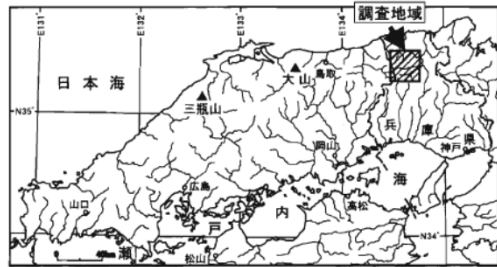 調査地域
E131°
E132°
E133°
E134°
日本海
大山
鳥取
三瓶山
N35°
兵庫県
岡山
神戸
広島
山口
瀬戸内海
高松
松山
N34°